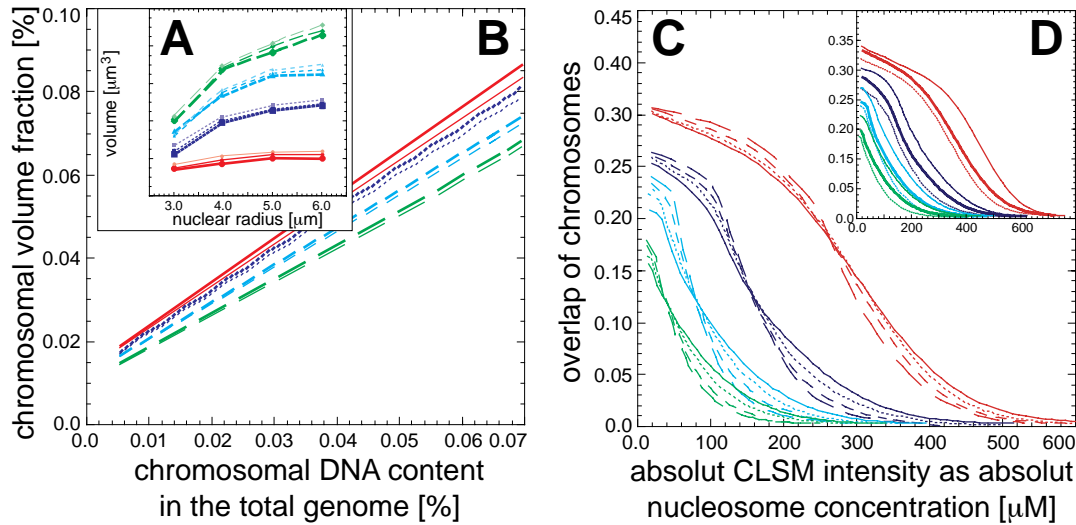 A
B
C
D
chromosomal volume fraction [%]
0.10
0.08
0.06
0.04
0.02
0.0
0.0 0.01 0.02 0.03 0.04 0.05 0.06 0.07
chromosomal DNA content
in the total genome [%]
volume [μm³]
3.0 4.0 5.0 6.0
nuclear radius [μm]
overlap of chromosomes
0.45
0.40
0.35
0.30
0.25
0.20
0.15
0.10
0.05
0.0
0.0 100 200 300 400 500 600
absolut CLSM intensity as absolut
nucleosome concentration [μM]
0.35
0.30
0.25
0.20
0.15
0.05
0.0
0.0 200 400 600